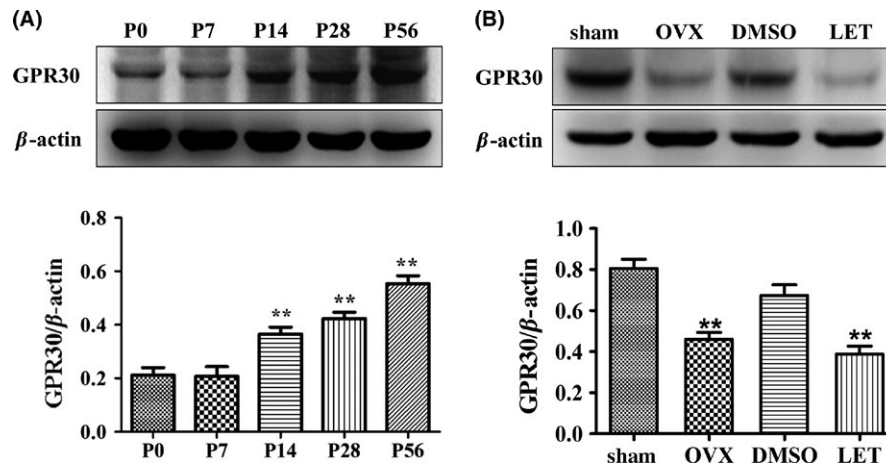 (A)
P0 P7 P14 P28 P56
GPR30
β-actin
GPR30/β-actin
0.8
0.6
0.4
0.2
0.0
** ** **
P0 P7 P14 P28 P56
(B)
sham OVX DMSO LET
GPR30
β-actin
GPR30/β-actin
1.0
0.8
0.6
0.4
0.2
0.0
** **
sham OVX DMSO LET